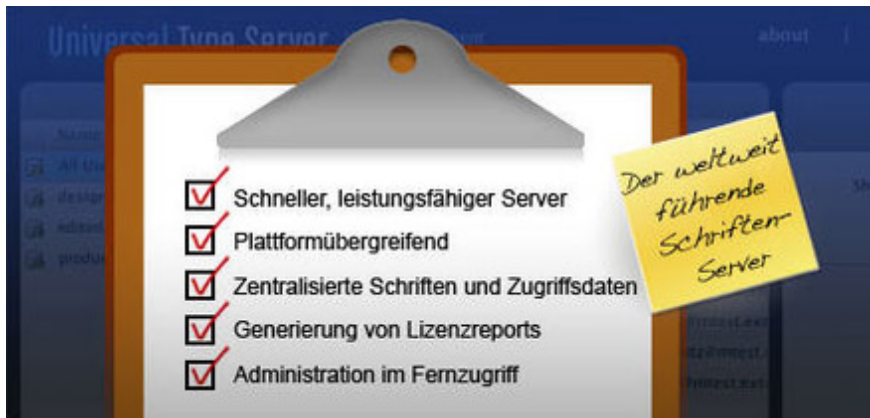 Universal Type Server
about
Name
Schneller, leistungsfähiger Server
Plattformübergreifend
Zentralisierte Schriften und Zugriffsdaten
Generierung von Lizenzreports
Administration im Fernzugriff
Der weltweit
führende
Schriften-
Server